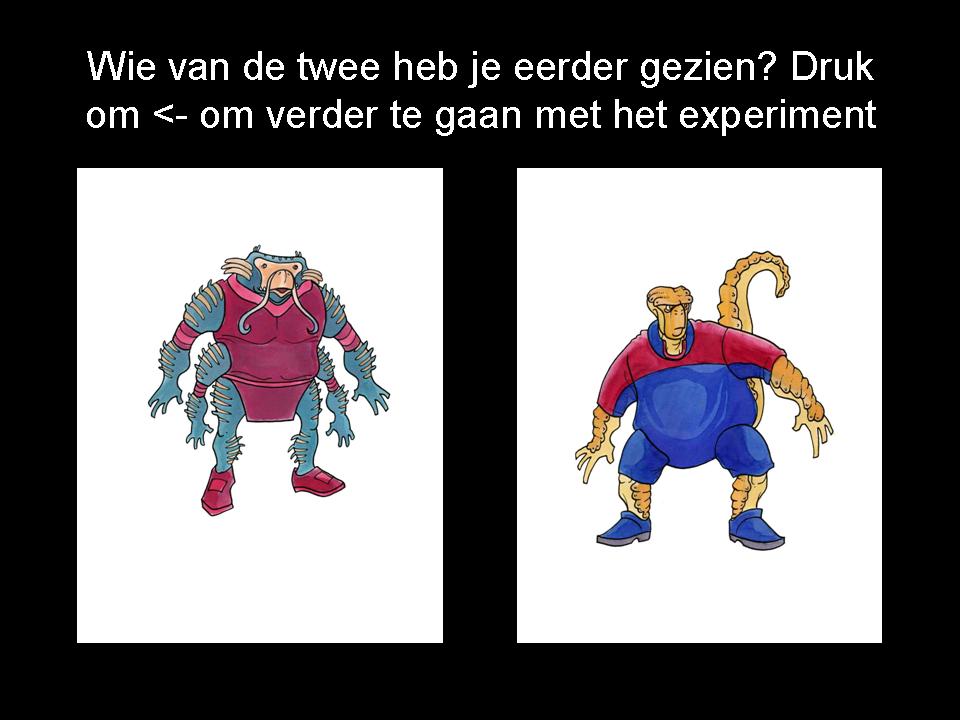 Wie van de twee heb je eerder gezien? Druk
om <- om verder te gaan met het experiment